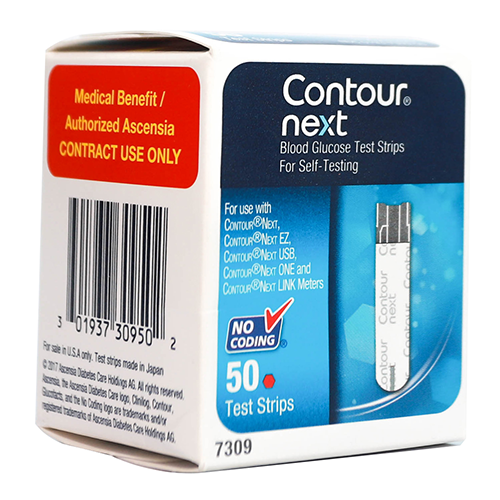 Medical Benefit /
Authorized Ascensia
CONTRACT USE ONLY
3 01937 30950 2
For sale in U.S.A only. Test strips made in Japan
© 2017 Ascensia Diabetes Care Holdings AG. All rights reserved.
Ascensia, the Ascensia Diabetes Care logo, Clinilog, Contour,
Glucofacts, and the No Coding logo are trademarks and/or
registered trademarks of Ascensia Diabetes Care Holdings AG.
Contour®
next
Blood Glucose Test Strips
For Self-Testing
For use with
CONTOUR®NEXT,
CONTOUR®NEXT EZ,
CONTOUR®NEXT USB,
CONTOUR®NEXT ONE and
CONTOUR®NEXT LINK Meters
NO
CODING
50
Test Strips
7309
Contour
next
Contour